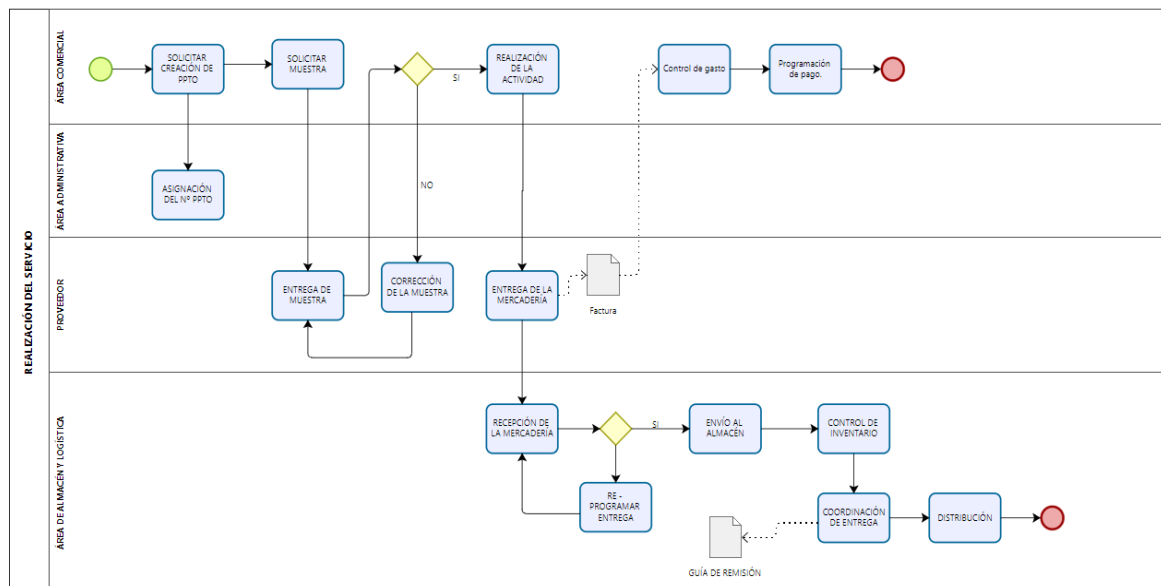 REALIZACIÓN DEL SERVICIO
ÁREA COMERCIAL
SOLICITAR
CREACIÓN DE
PPTO
SOLICITAR
MUESTRA
SI
REALIZACIÓN
DE LA
ACTIVIDAD
Control de gasto
Programación
de pago.
ÁREA ADMINISTRATIVA
ASIGNACIÓN
DEL Nº PPTO
NO
PROVEEDOR
ENTREGA DE
MUESTRA
CORRECCIÓN
DE LA MUESTRA
ENTREGA DE LA
MERCADERÍA
Factura
ÁREA DE ALMACÉN Y LOGÍSTICA
RECEPCIÓN DE
LA MERCADERÍA
SI
ENVÍO AL
ALMACÉN
CONTROL DE
INVENTARIO
RE -
PROGRAMAR
ENTREGA
COORDINACIÓN
DE ENTREGA
DISTRIBUCIÓN
GUÍA DE REMISIÓN